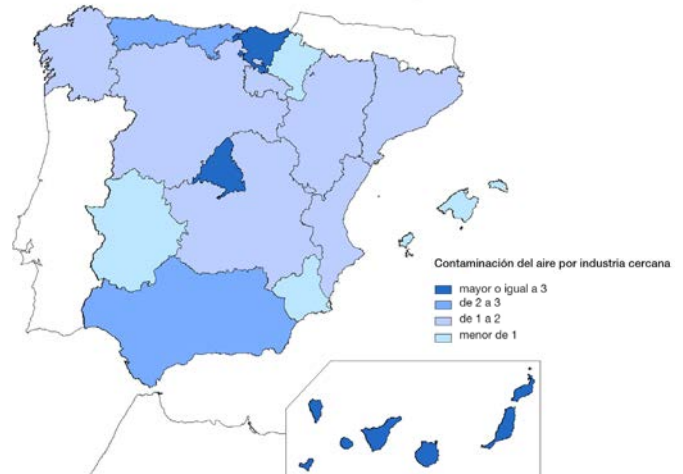 Contaminación del aire por industria cercana
mayor o igual a 3
de 2 a 3
de 1 a 2
menor de 1